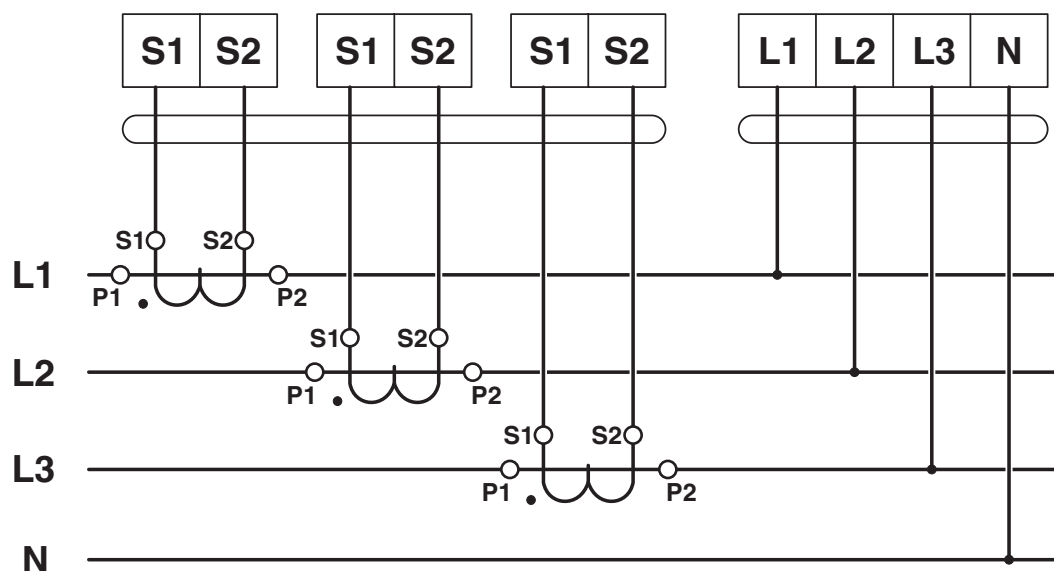 S1 S2 S1 S2 S1 S2 L1 L2 L3 N
S1 S2
L1
P1 P2
S1 S2
L2
P1 P2
S1 S2
L3
P1 P2
N